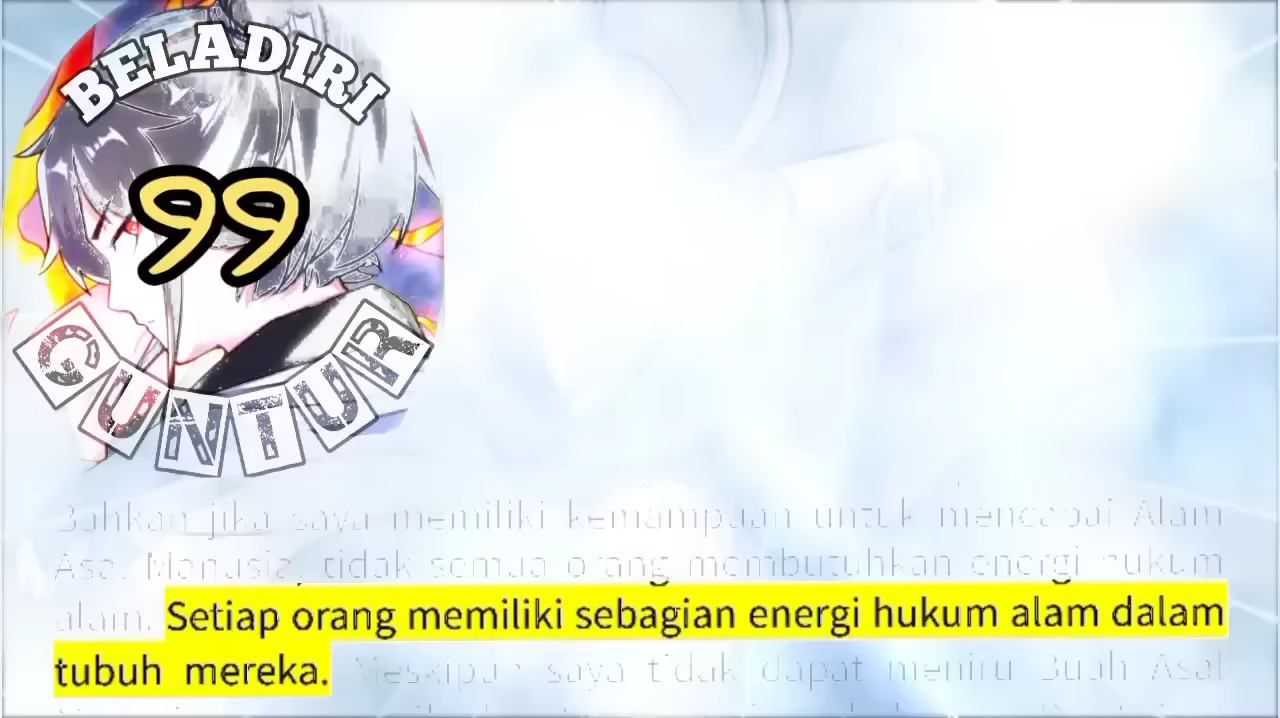 BELADIRI
99
GUNTUR
Bahkan jika saya memiliki kemampuan untuk mencapai Alam
Asal Manusia, tidak semua orang membutuhkan energi hukum
alam. Setiap orang memiliki sebagian energi hukum alam dalam
tubuh mereka. Meskipun saya tidak dapat meniru Buah Asal